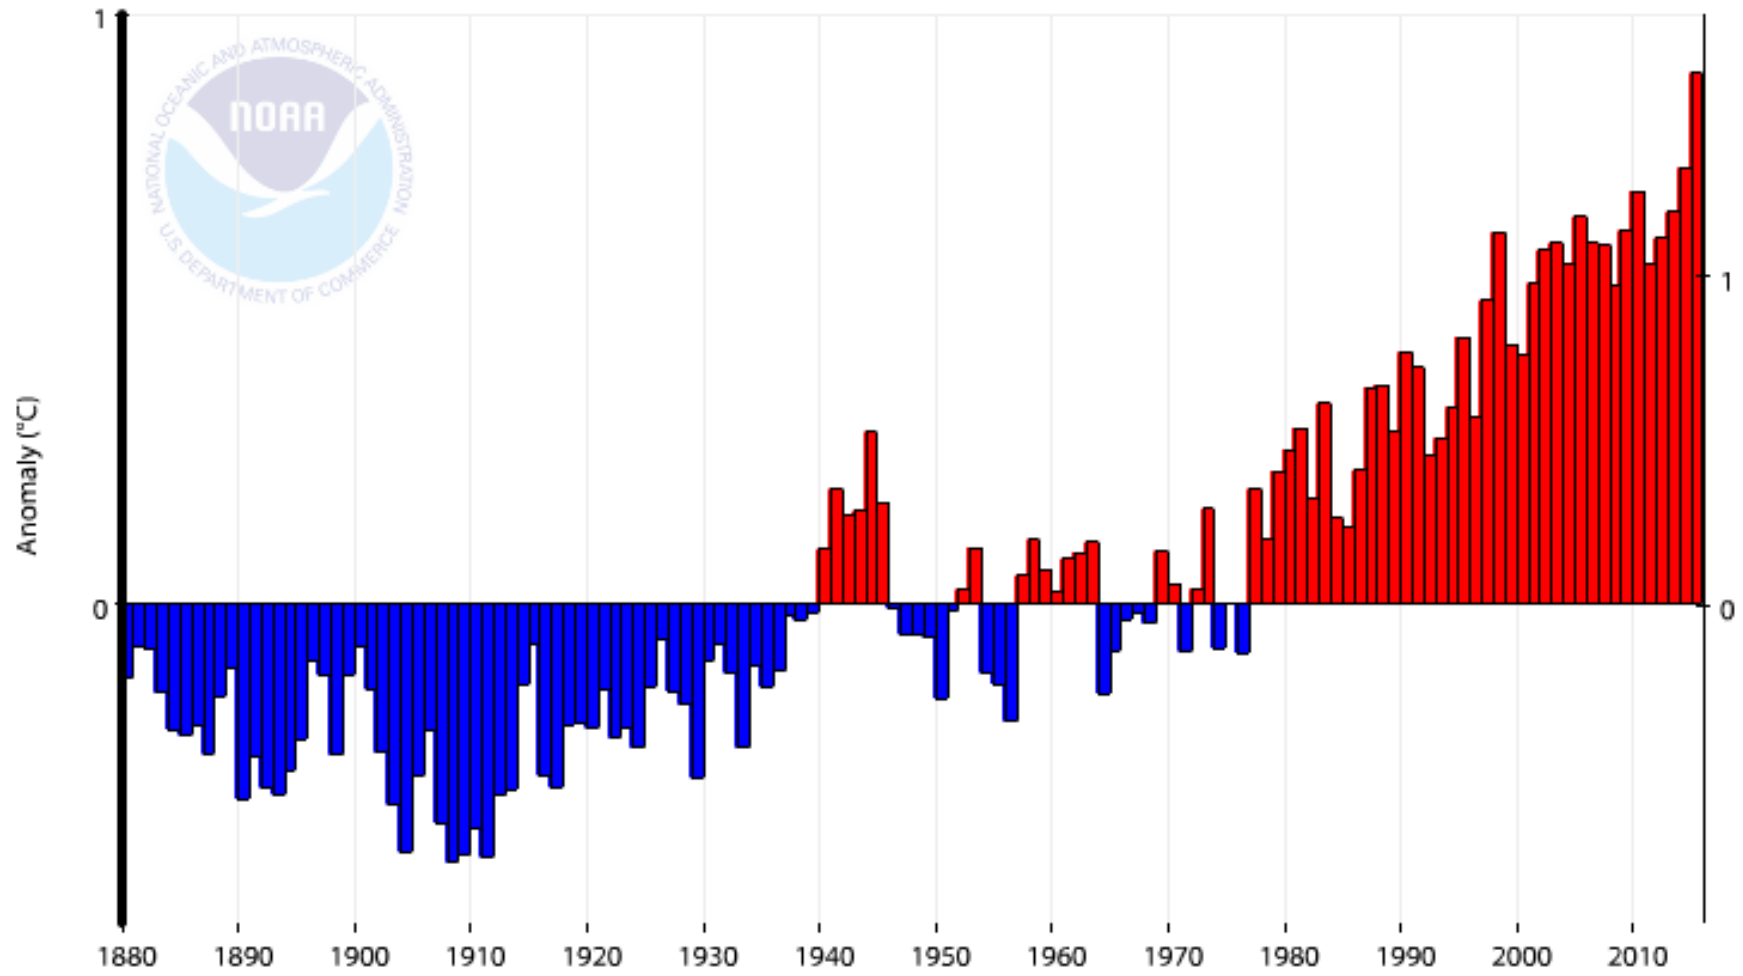 1
NATIONAL OCEANIC AND ATMOSPHERIC ADMINISTRATION
NOAA
U.S. DEPARTMENT OF COMMERCE
1
Anomaly (°C)
0
0
1880 1890 1900 1910 1920 1930 1940 1950 1960 1970 1980 1990 2000 2010